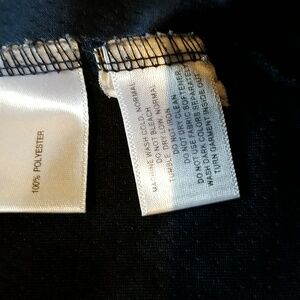 100% POLYESTER
MACHINE WASH COLD, NORMAL
DO NOT BLEACH
TUMBLE DRY LOW, NORMAL
DO NOT IRON
DO NOT DRY CLEAN
DO NOT USE FABRIC SOFTENER
WASH DARK COLORS SEPARATELY
TURN GARMENT INSIDE OUT